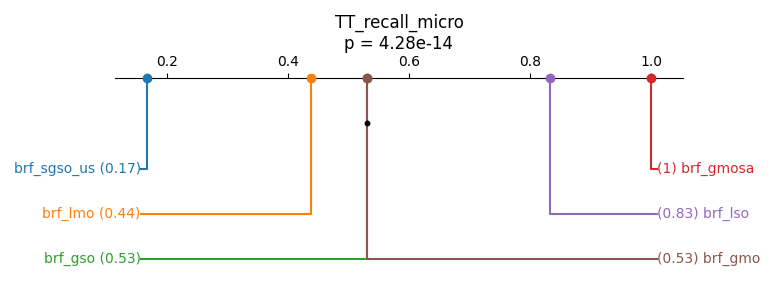 TT_recall_micro
p = 4.28e-14
0.2 0.4 0.6 0.8 1.0
brf_sgso_us (0.17) (1) brf_gmosa
brf_lmo (0.44) (0.83) brf_lso
brf_gso (0.53) (0.53) brf_gmo